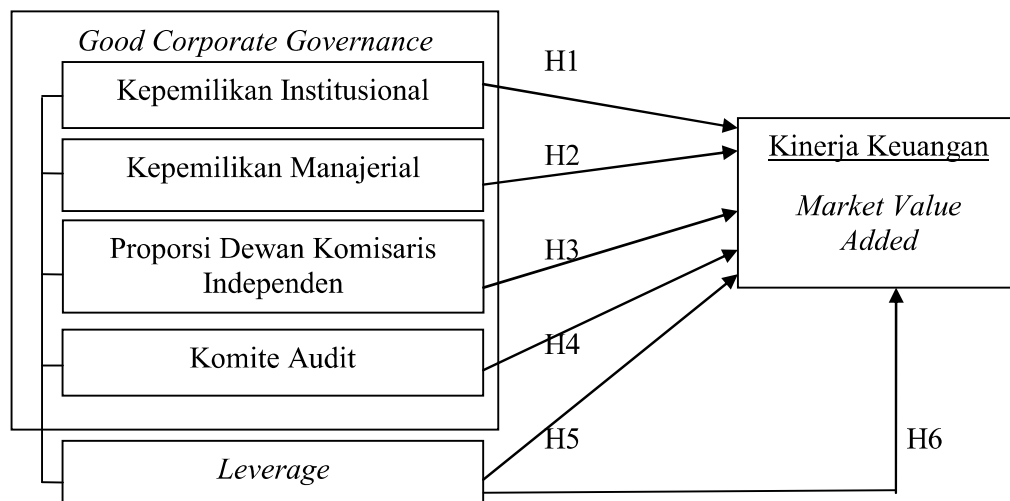 Good Corporate Governance
Kepemilikan Institusional
Kepemilikan Manajerial
Proporsi Dewan Komisaris
Independen
Komite Audit
Leverage
H1
H2
H3
H4
H5
H6
Kinerja Keuangan
Market Value
Added